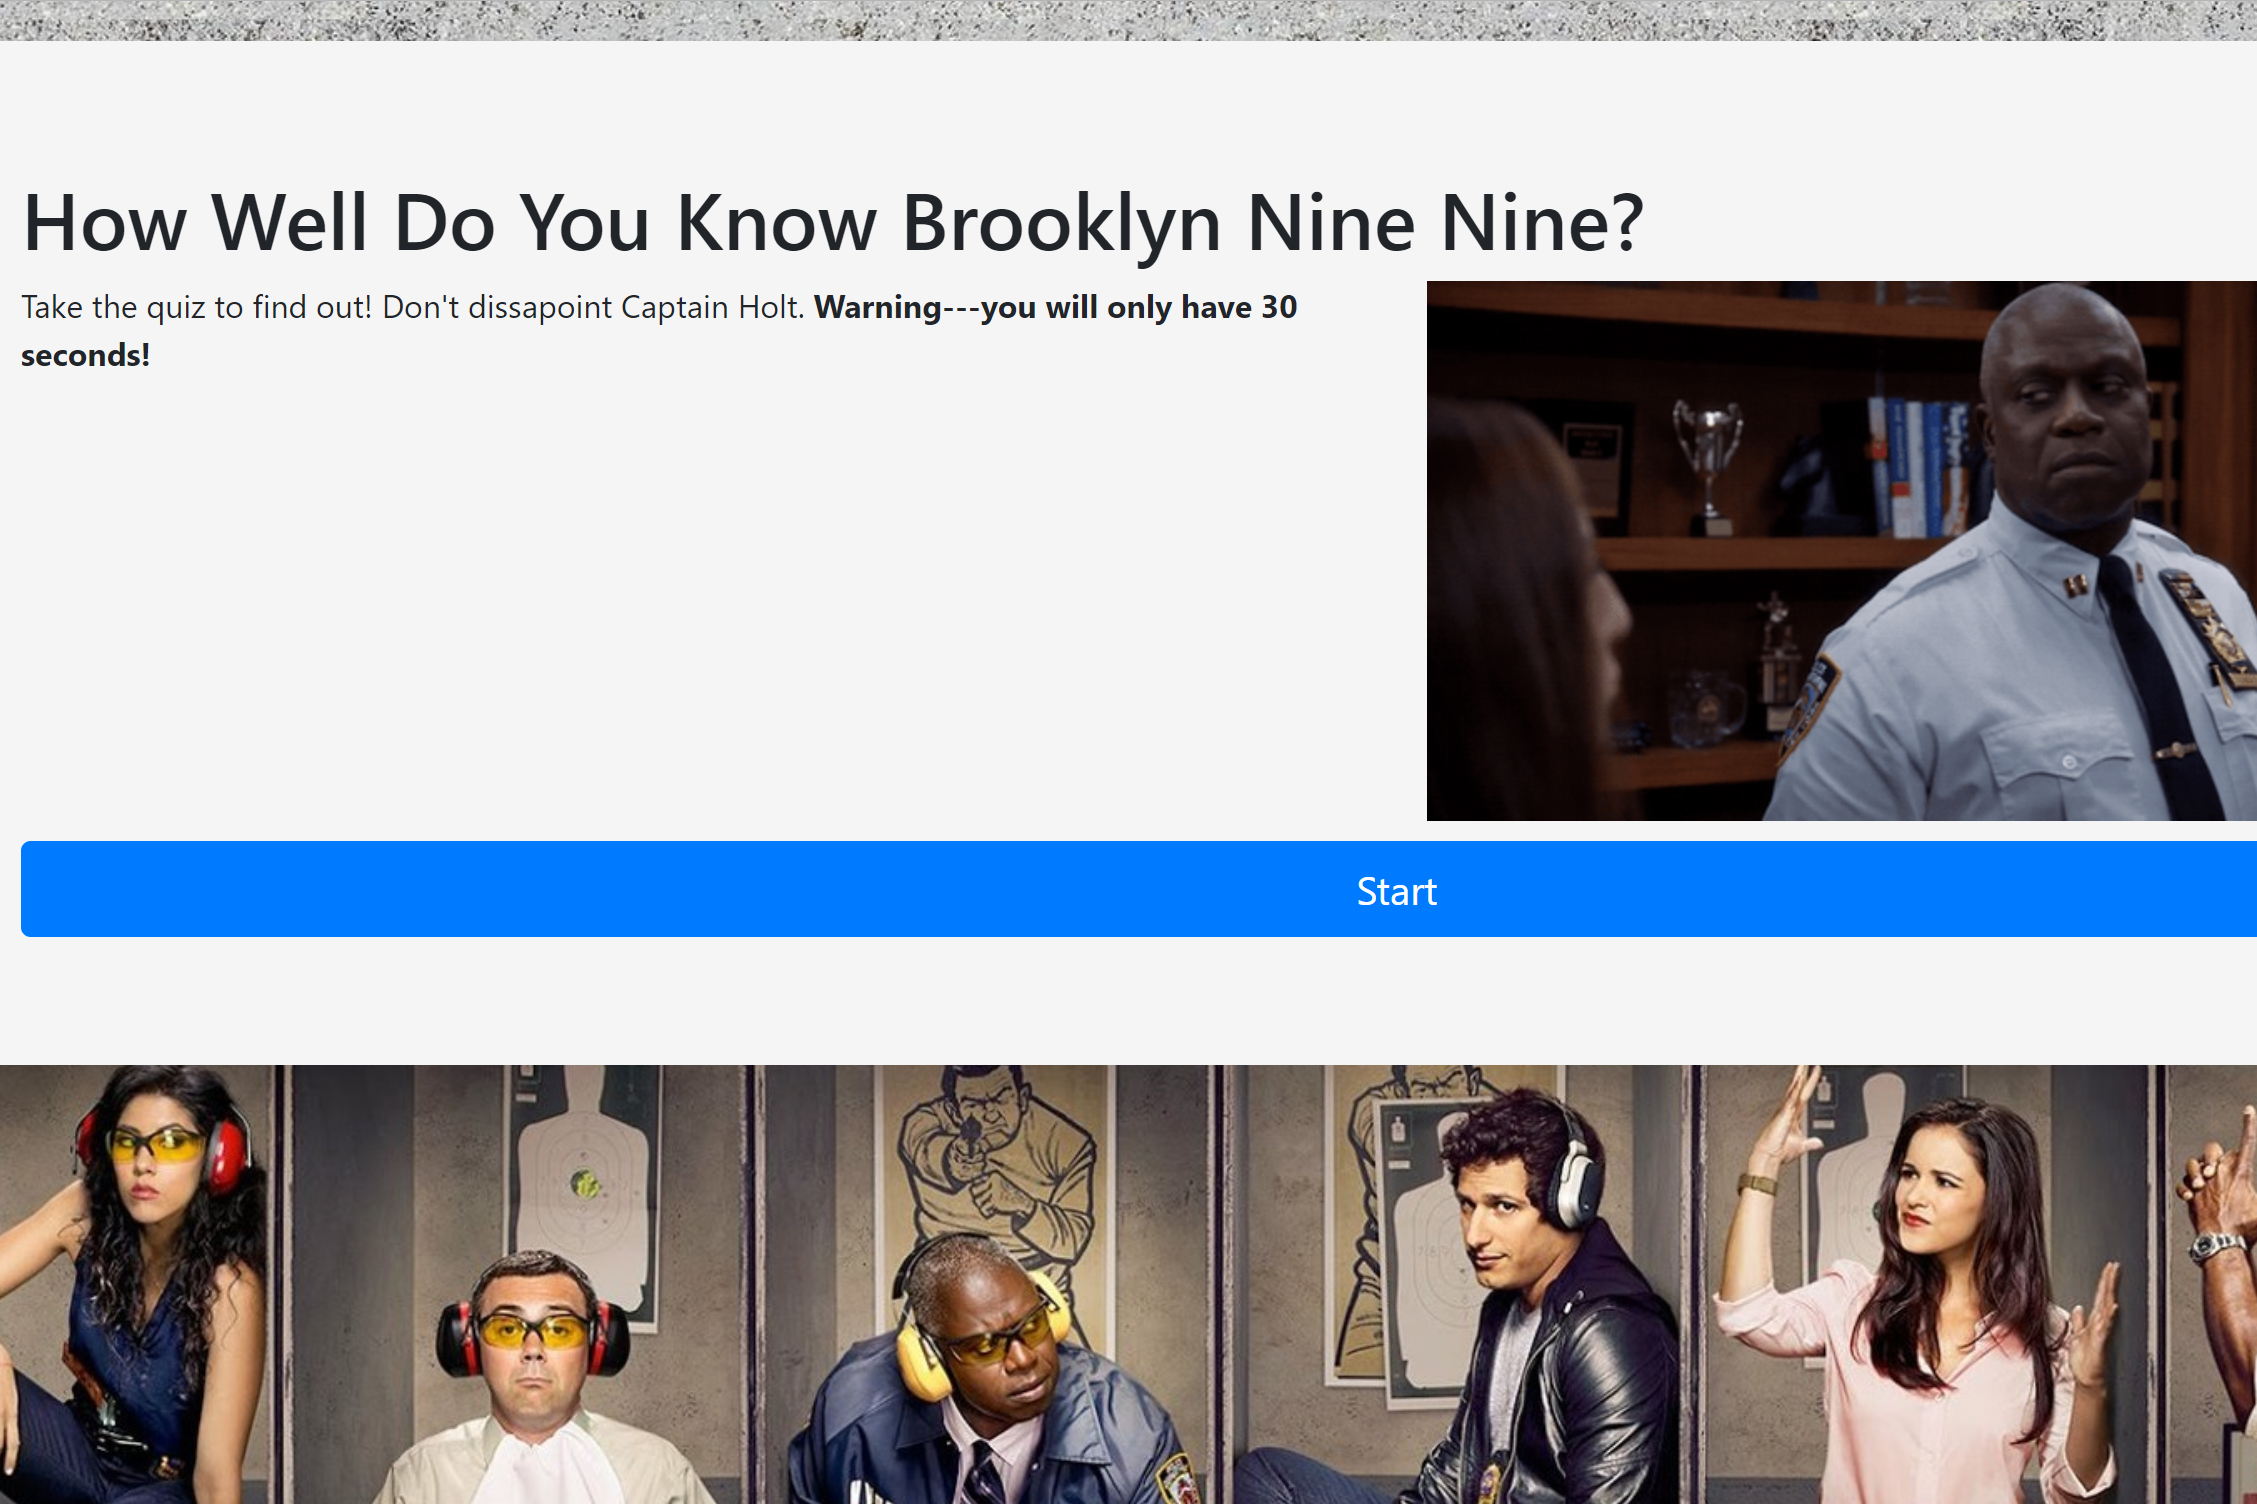 How Well Do You Know Brooklyn Nine Nine?
Take the quiz to find out! Don't dissapoint Captain Holt. Warning---you will only have 30
seconds!
Start